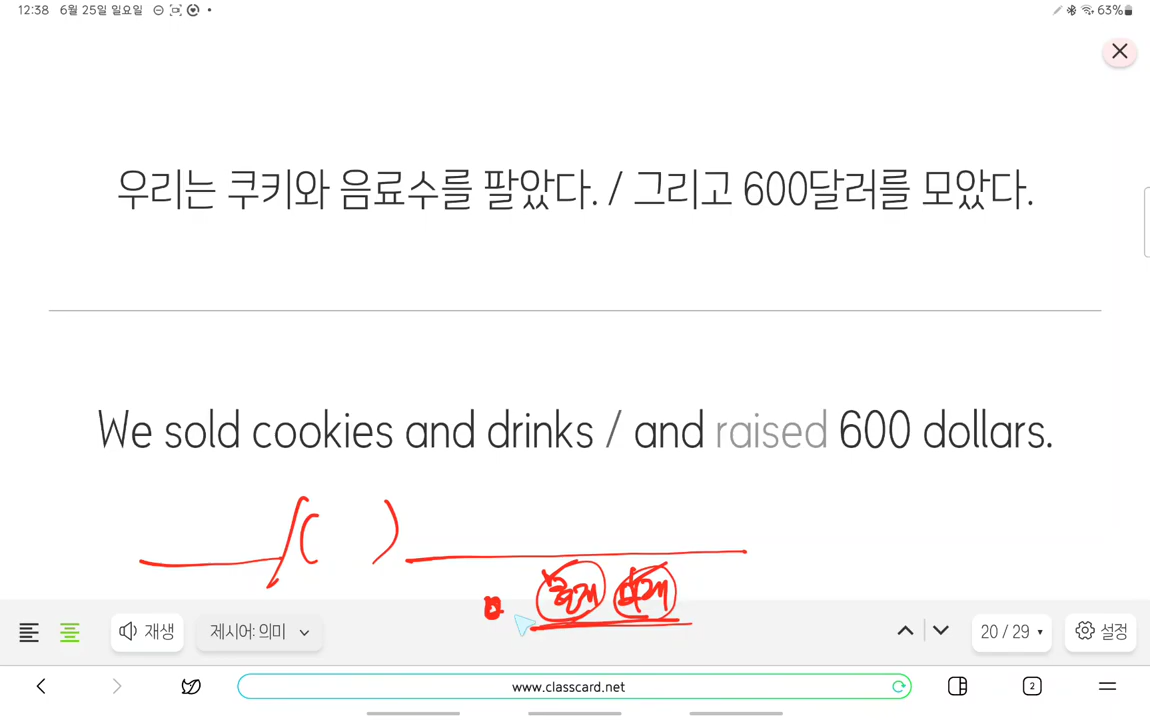 12:38 6월 25일 일요일 63%
우리는 쿠키와 음료수를 팔았다. / 그리고 600달러를 모았다.
We sold cookies and drinks / and raised 600 dollars.
( )
재생 제시어: 의미 20 / 29 설정
www.classcard.net 2